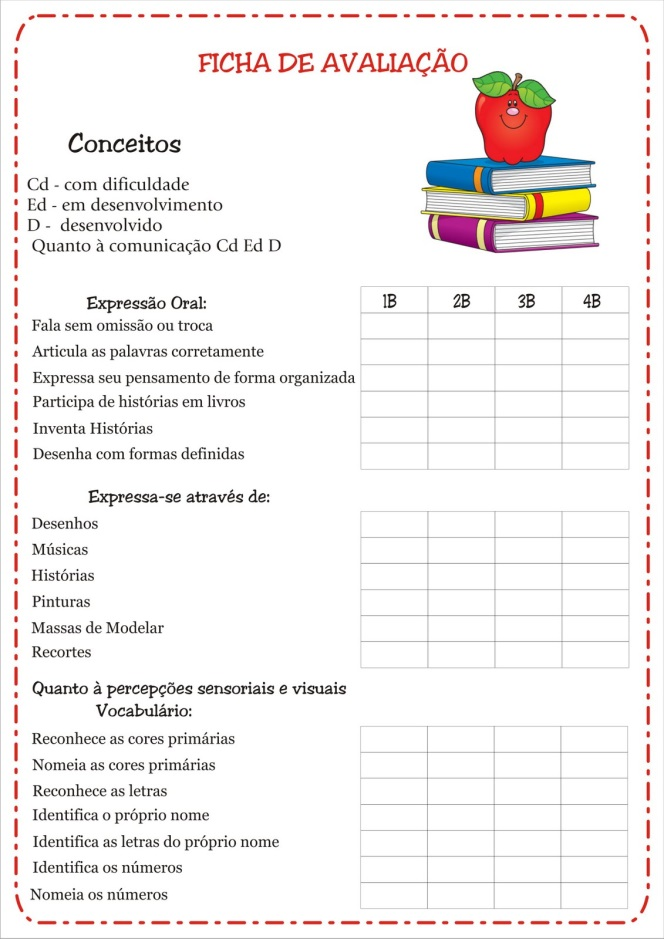 FICHA DE AVALIAÇÃO
Conceitos
Cd - com dificuldade
Ed - em desenvolvimento
D - desenvolvido
Quanto à comunicação Cd Ed D
Expressão Oral: 1B 2B 3B 4B
Fala sem omissão ou troca
Articula as palavras corretamente
Expressa seu pensamento de forma organizada
Participa de histórias em livros
Inventa Histórias
Desenha com formas definidas
Expressa-se através de:
Desenhos
Músicas
Histórias
Pinturas
Massas de Modelar
Recortes
Quanto à percepções sensoriais e visuais
Vocabulário:
Reconhece as cores primárias
Nomeia as cores primárias
Reconhece as letras
Identifica o próprio nome
Identifica as letras do próprio nome
Identifica os números
Nomeia os números